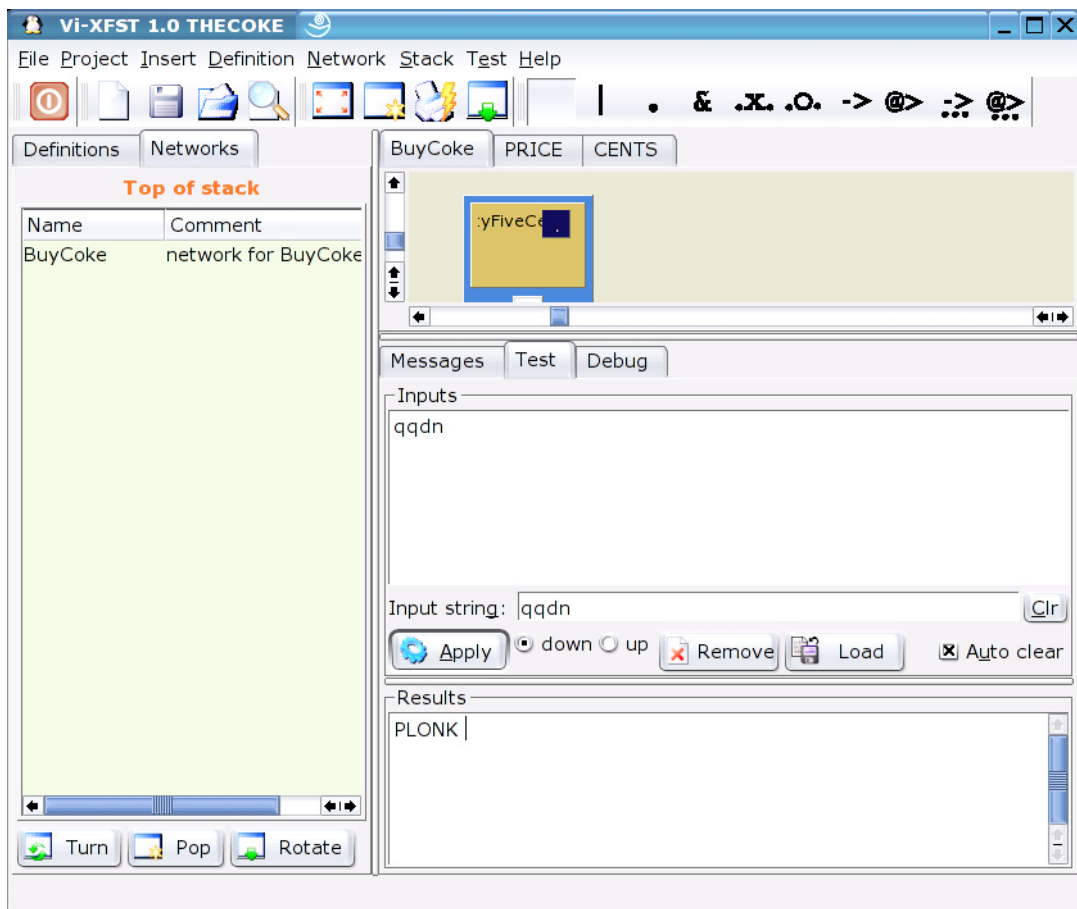 Vi-XFST 1.0 THECOKE
File Project Insert Definition Network Stack Test Help
| . & .x. .o. -> @> ...-> ...@>
Definitions Networks
Top of stack
Name Comment
BuyCoke network for BuyCoke
Turn Pop Rotate
BuyCoke PRICE CENTS
:yFiveCe .
Messages Test Debug
Inputs
qqdn
Input string: qqdn Clr
Apply down up Remove Load Auto clear
Results
PLONK